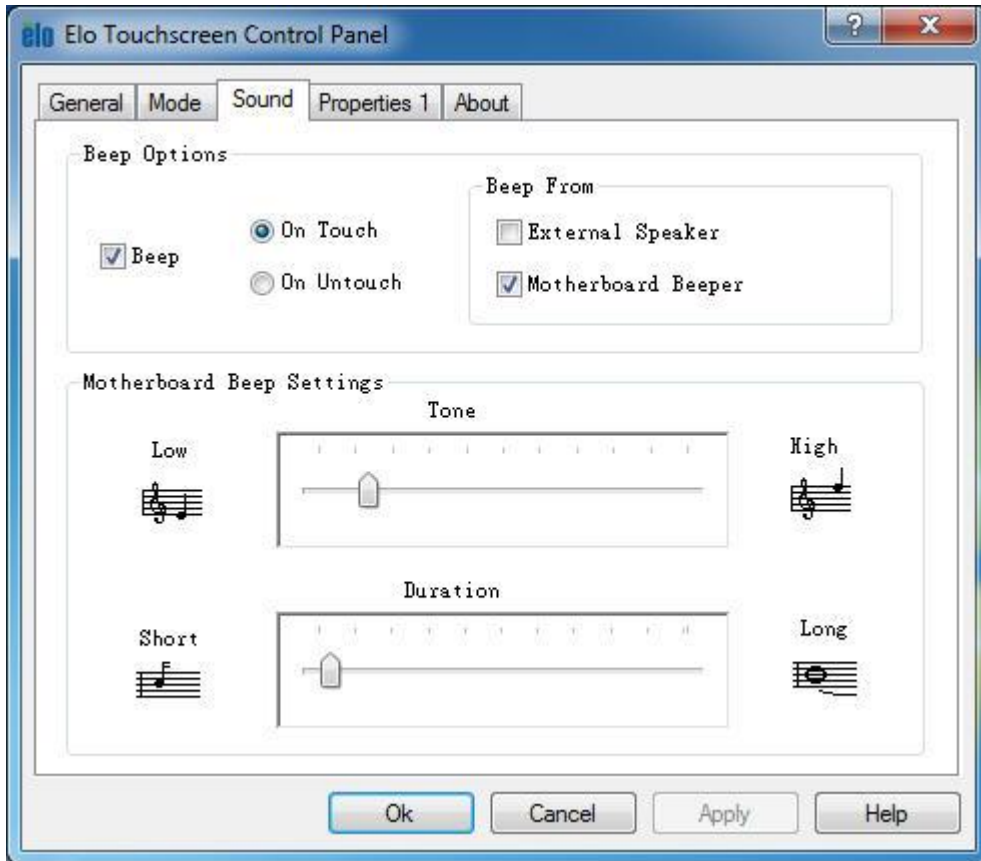 elo Elo Touchscreen Control Panel
General Mode Sound Properties 1 About
Beep Options
Beep
On Touch
On Untouch
Beep From
External Speaker
Motherboard Beeper
Motherboard Beep Settings
Tone
Low
High
Duration
Short
Long
Ok Cancel Apply Help